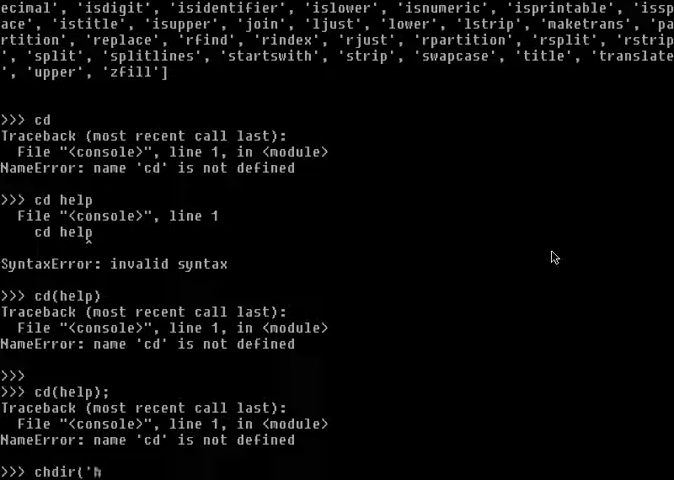 ecimal', 'isdigit', 'isidentifier', 'islower', 'isnumeric', 'isprintable', 'issp
ace', 'istitle', 'isupper', 'join', 'ljust', 'lower', 'lstrip', 'maketrans', 'pa
rtition', 'replace', 'rfind', 'rindex', 'rjust', 'rpartition', 'rsplit', 'rstrip
', 'split', 'splitlines', 'startswith', 'strip', 'swapcase', 'title', 'translate
', 'upper', 'zfill']
>>> cd
Traceback (most recent call last):
  File "<console>", line 1, in <module>
NameError: name 'cd' is not defined
>>> cd help
  File "<console>", line 1
    cd help
          ^
SyntaxError: invalid syntax
>>> cd(help)
Traceback (most recent call last):
  File "<console>", line 1, in <module>
NameError: name 'cd' is not defined
>>>
>>> cd(help);
Traceback (most recent call last):
  File "<console>", line 1, in <module>
NameError: name 'cd' is not defined
>>> chdir('h